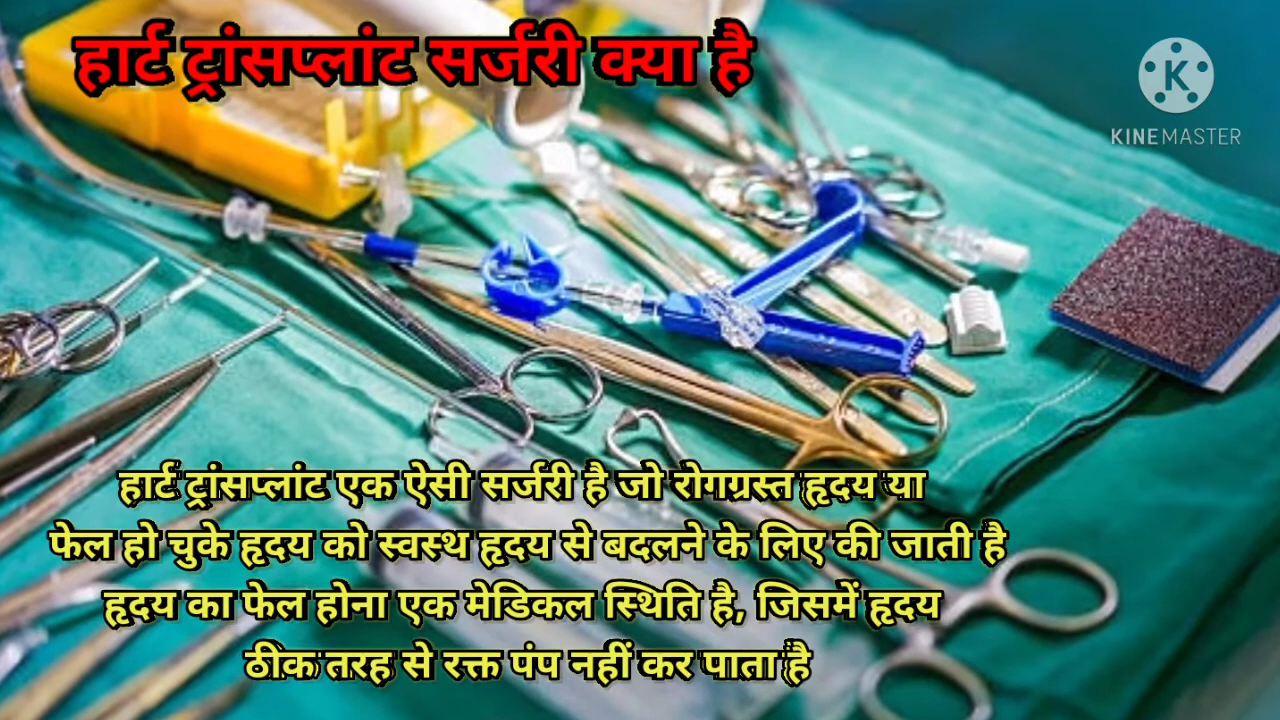 हार्ट ट्रांसप्लांट सर्जरी क्या है
K
KINEMASTER
हार्ट ट्रांसप्लांट एक ऐसी सर्जरी है जो रोगग्रस्त हृदय या
फेल हो चुके हृदय को स्वस्थ हृदय से बदलने के लिए की जाती है
हृदय का फेल होना एक मेडिकल स्थिति है, जिसमें हृदय
ठीक तरह से रक्त पंप नहीं कर पाता है